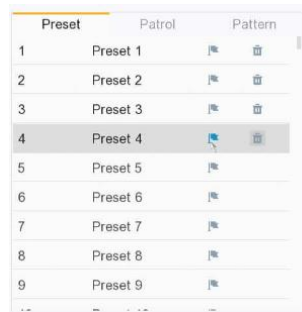 Preset Patrol Pattern
1 Preset 1
2 Preset 2
3 Preset 3
4 Preset 4
5 Preset 5
6 Preset 6
7 Preset 7
8 Preset 8
9 Preset 9